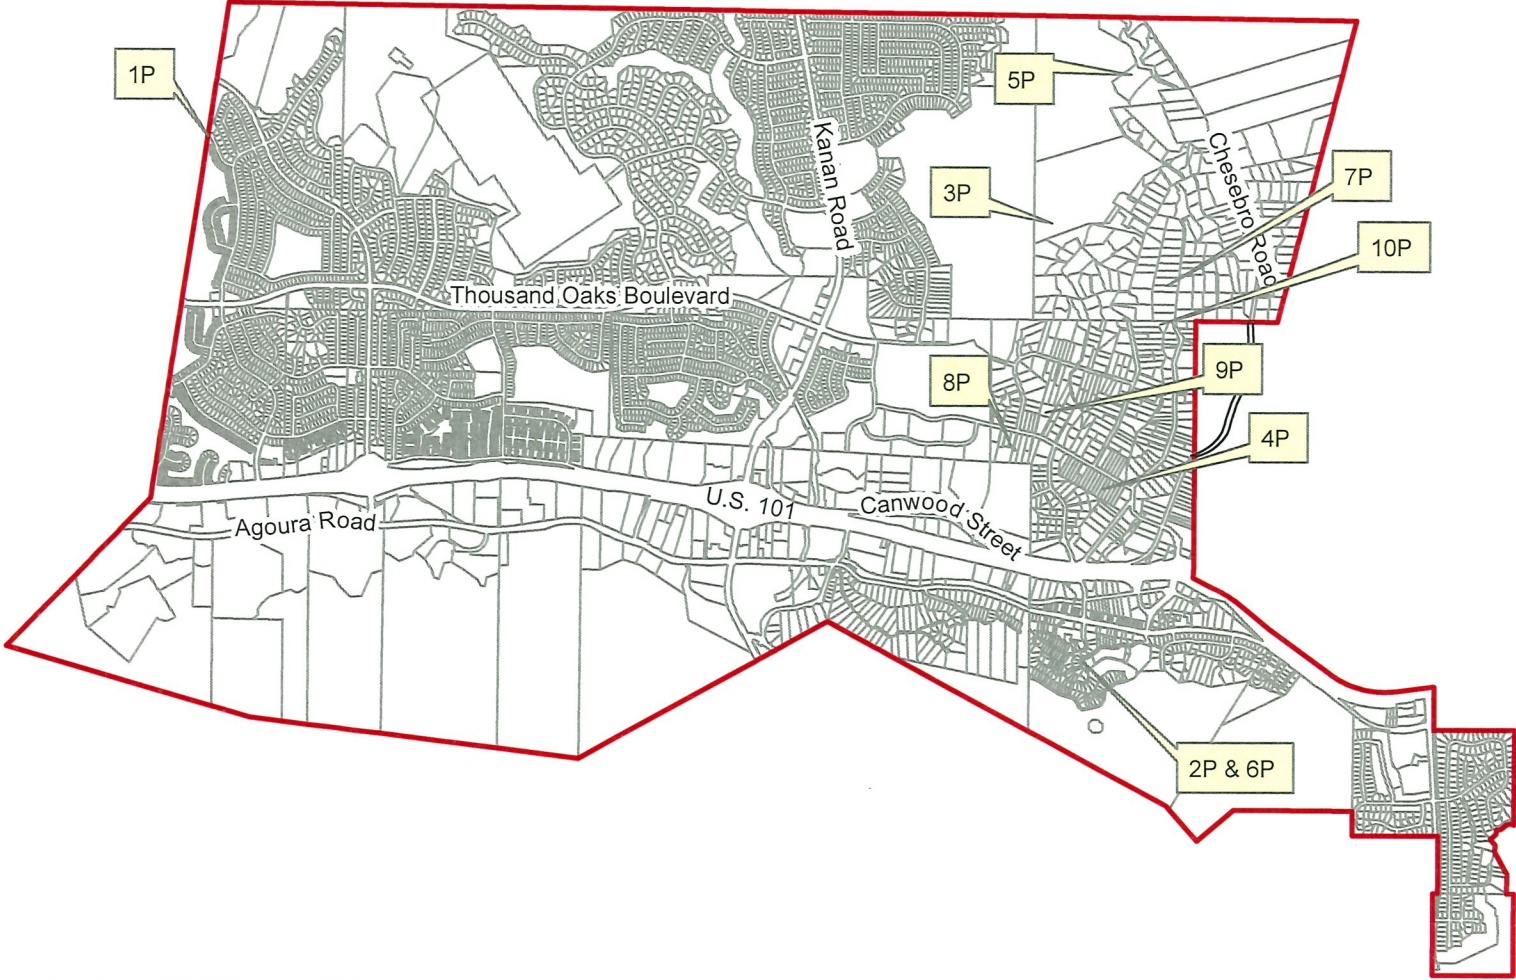 1P
5P
Kanan Road
Chesebro Road
3P
7P
10P
Thousand Oaks Boulevard
8P
9P
4P
U.S. 101
Canwood Street
Agoura Road
2P & 6P